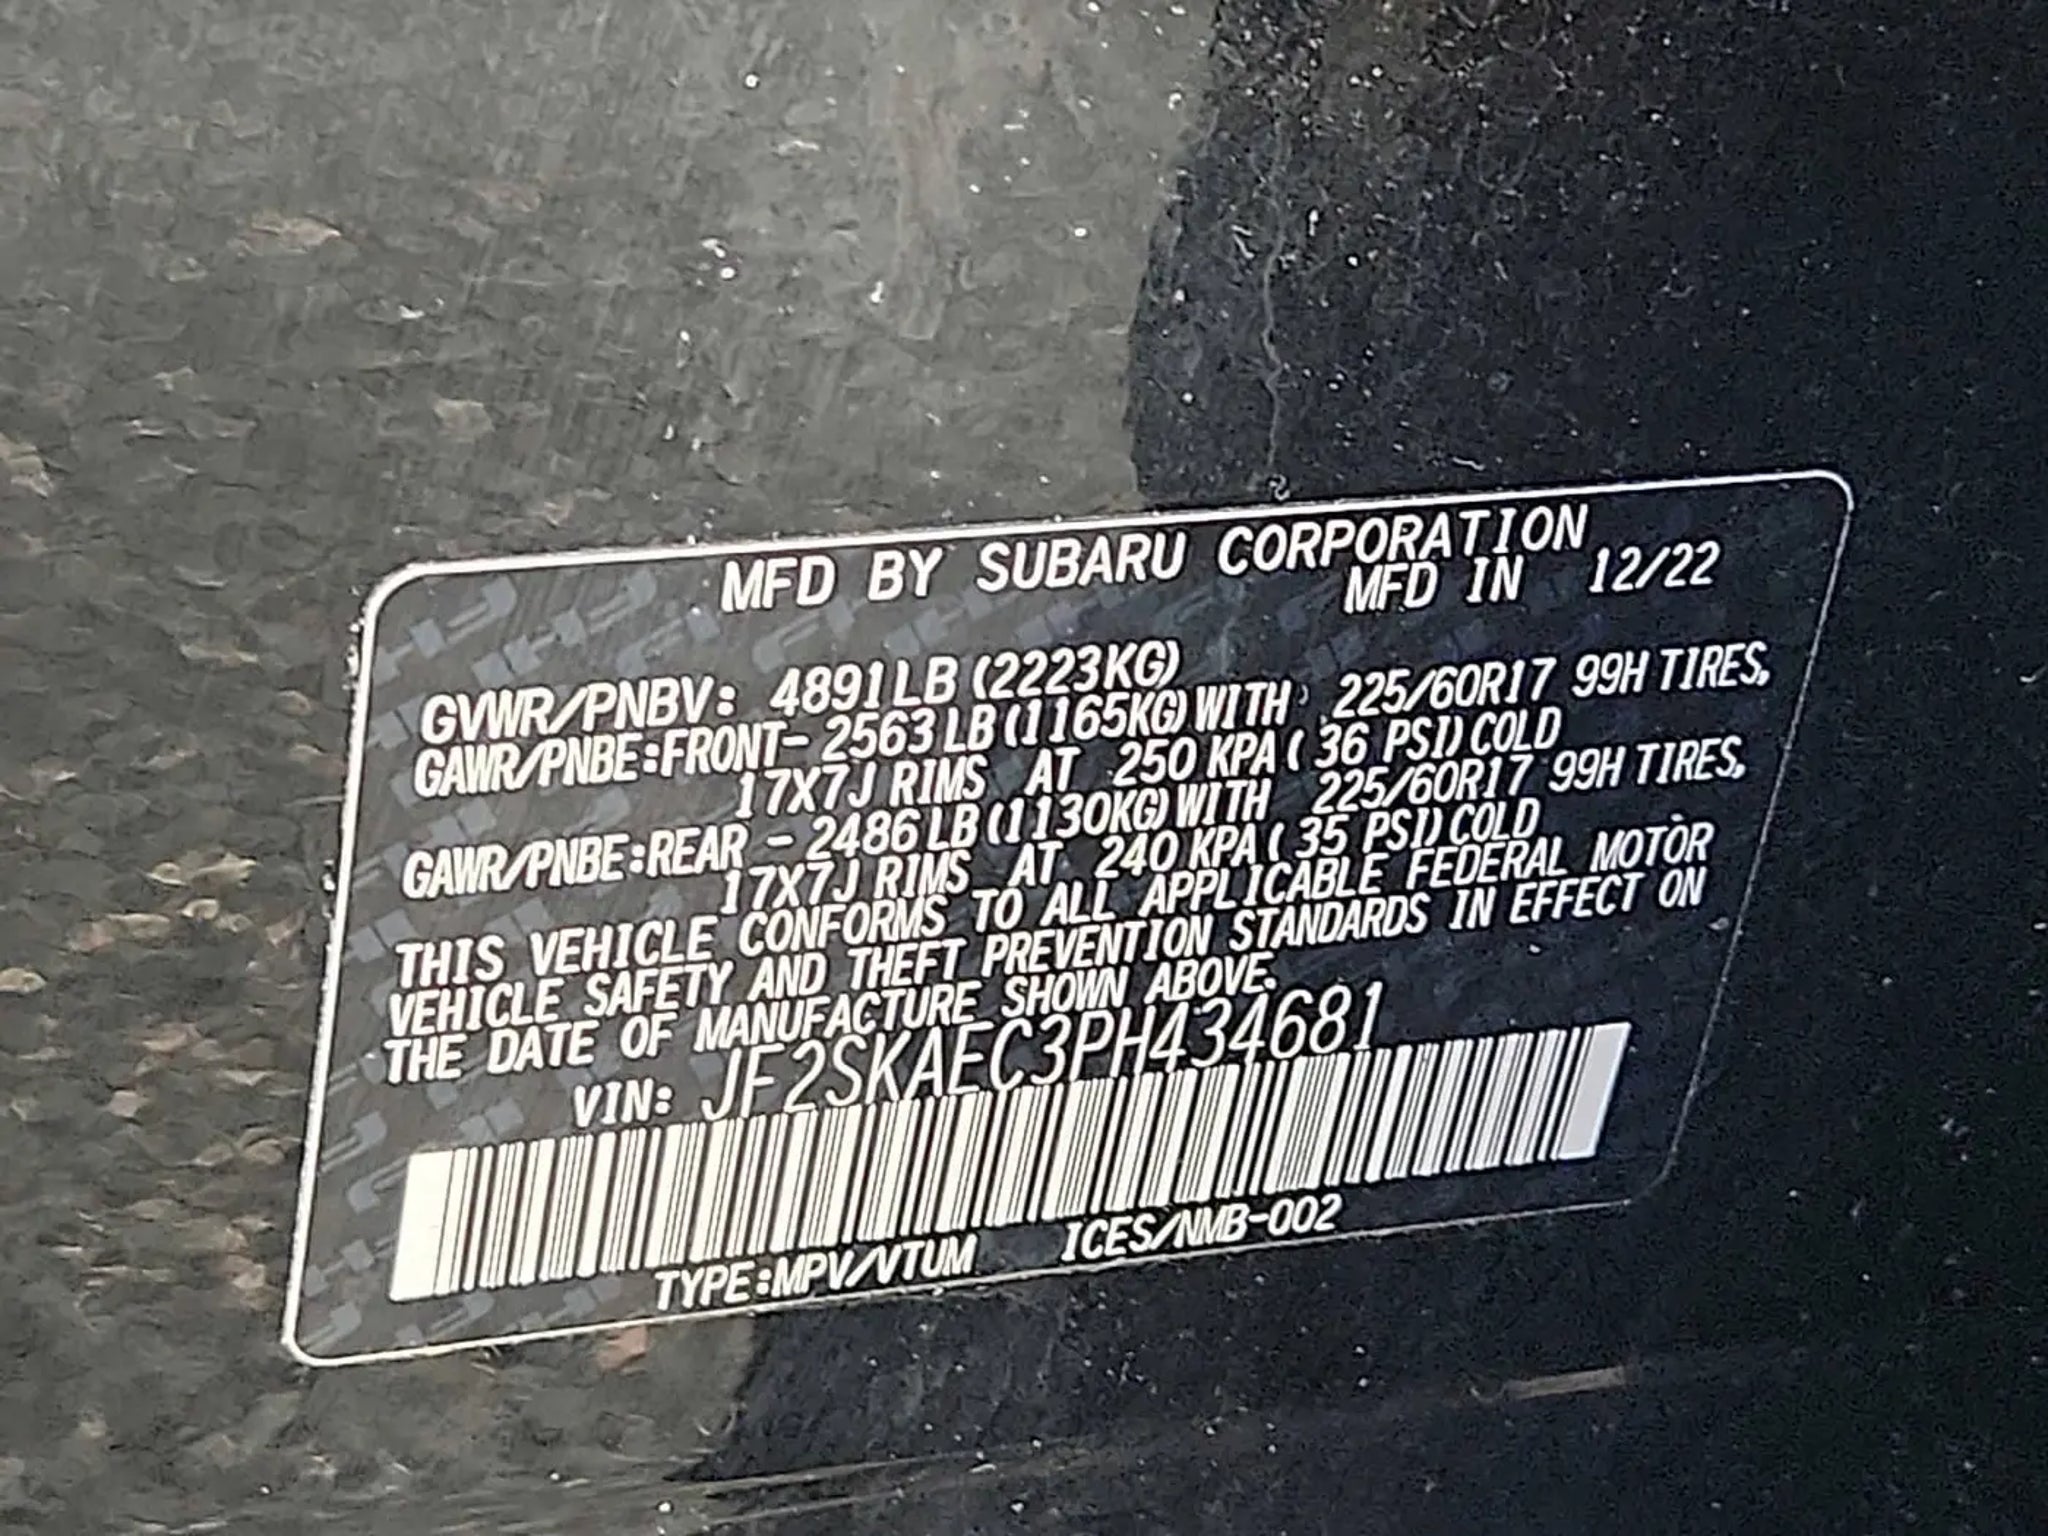 MFD BY SUBARU CORPORATION
MFD IN 12/22
GVWR/PNBV: 4891LB (2223KG)
GAWR/PNBE:FRONT- 2563 LB (1165KG) WITH 225/60R17 99H TIRES,
17X7J RIMS AT 250 KPA ( 36 PSI) COLD
GAWR/PNBE:REAR - 2486 LB (1130KG) WITH 225/60R17 99H TIRES,
17X7J RIMS AT 240 KPA ( 35 PSI) COLD
THIS VEHICLE CONFORMS TO ALL APPLICABLE FEDERAL MOTOR
VEHICLE SAFETY AND THEFT PREVENTION STANDARDS IN EFFECT ON
THE DATE OF MANUFACTURE SHOWN ABOVE.
VIN: JF2SKAEC3PH434681
TYPE:MPV/VTUM ICES/NMB-002